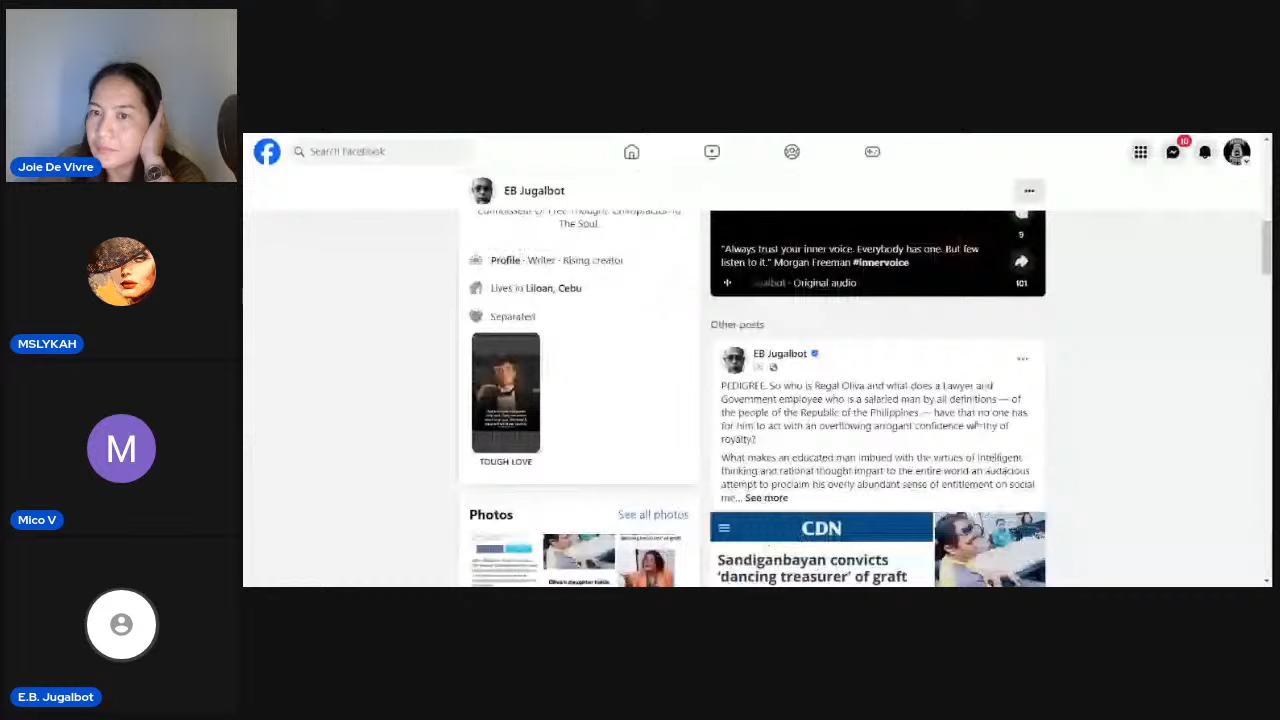 Joie De Vivre
MSLYKAH
M
Mico V
E.B. Jugalbot
Search Facebook
10
EB Jugalbot
Connoisseur Of Free Thought. Chiropractoring
The Soul.
Profile · Writer · Rising creator
Lives in Liloan, Cebu
Separated
TOUGH LOVE
Photos
See all photos
9
"Always trust your inner voice. Everybody has one. But few
listen to it." Morgan Freeman #innervoice
Original audio
101
Other posts
EB Jugalbot
PEDIGREE. So who is Regal Oliva and what does a Lawyer and
Government employee who is a salaried man by all definitions — of
the people of the Republic of the Philippines — have that no one has
for him to act with an overflowing arrogant confidence worthy of
royalty?
What makes an educated man imbued with the virtues of intelligent
thinking and rational thought impart to the entire world an audacious
attempt to proclaim his overly abundant sense of entitlement on social
me... See more
CDN
Sandiganbayan convicts
'dancing treasurer' of graft